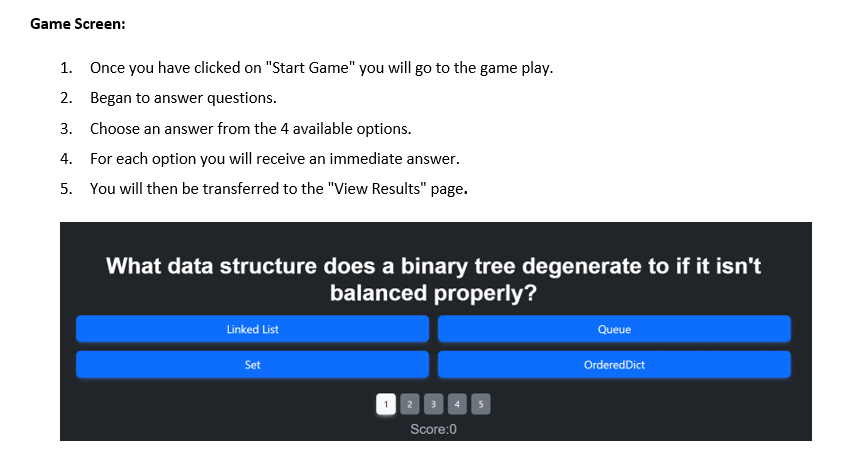 Game Screen:
1. Once you have clicked on "Start Game" you will go to the game play.
2. Began to answer questions.
3. Choose an answer from the 4 available options.
4. For each option you will receive an immediate answer.
5. You will then be transferred to the "View Results" page.
What data structure does a binary tree degenerate to if it isn't
balanced properly?
Linked List Queue
Set OrderedDict
1 2 3 4 5
Score:0